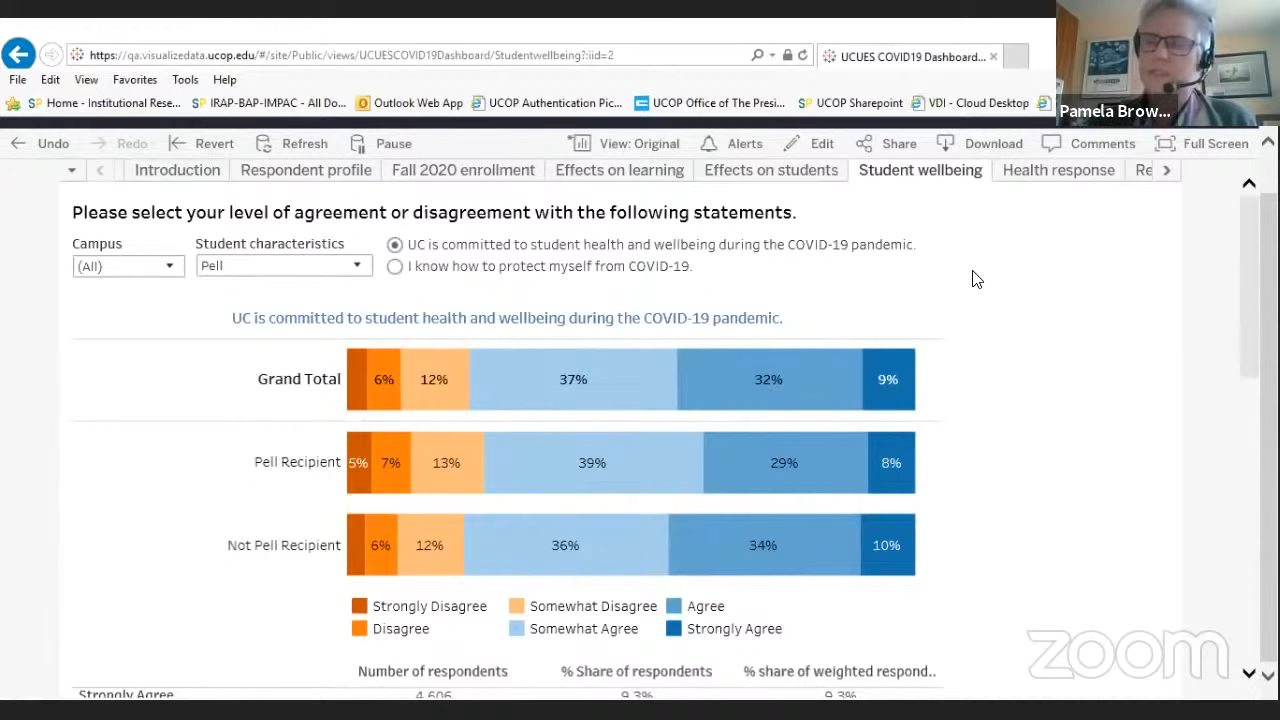 https://qa.visualizedata.ucop.edu/#/site/Public/views/UCUESCOVID19Dashboard/Studentwellbeing?:iid=2
UCUES COVID19 Dashboard...
File Edit View Favorites Tools Help
Home - Institutional Rese... IRAP-BAP-IMPAC - All Do... Outlook Web App UCOP Authentication Pic... UCOP Office of The Presi... UCOP Sharepoint VDI - Cloud Desktop
Pamela Brow...
Undo Redo Revert Refresh Pause View: Original Alerts Edit Share Download Comments Full Screen
Introduction Respondent profile Fall 2020 enrollment Effects on learning Effects on students Student wellbeing Health response Re
Please select your level of agreement or disagreement with the following statements.
Campus Student characteristics UC is committed to student health and wellbeing during the COVID-19 pandemic.
(All) Pell I know how to protect myself from COVID-19.
UC is committed to student health and wellbeing during the COVID-19 pandemic.
Grand Total 6% 12% 37% 32% 9%
Pell Recipient 5% 7% 13% 39% 29% 8%
Not Pell Recipient 6% 12% 36% 34% 10%
Strongly Disagree Somewhat Disagree Agree
Disagree Somewhat Agree Strongly Agree
zoom
Number of respondents % Share of respondents % share of weighted respond..
Strongly Agree 4,606 9.3% 9.3%